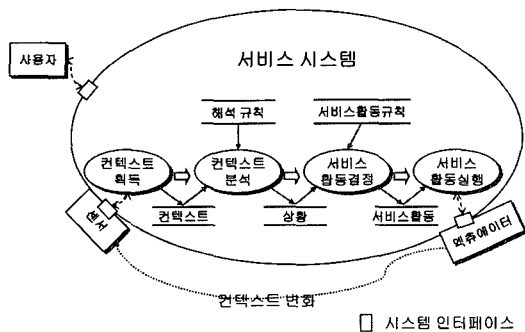 사용자
서비스 시스템
해석 규칙
서비스활동규칙
컨텍스트
획득
컨텍스트
분석
서비스
활동결정
서비스
활동실행
컨텍스트
상황
서비스활동
센서
엑츄에이터
컨텍스트 변화
시스템 인터페이스